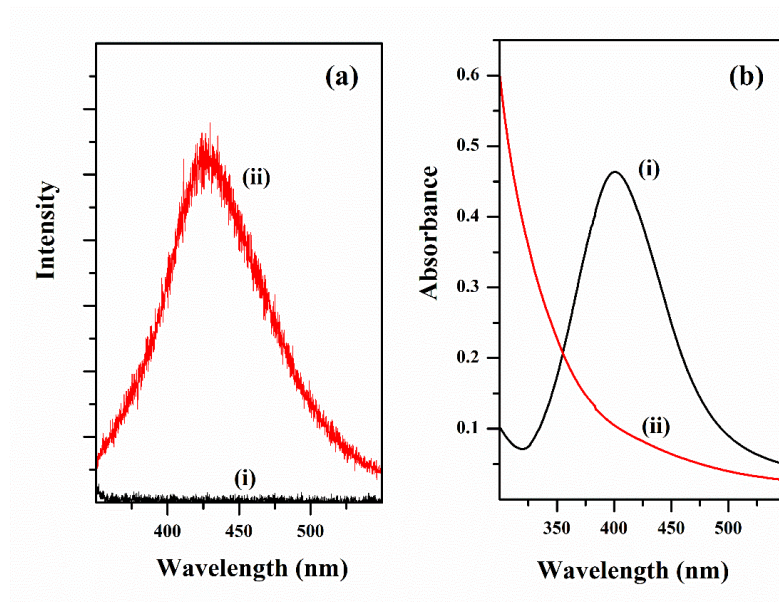 (a)
(ii)
(i)
Intensity
400
450
500
Wavelength (nm)
(b)
(i)
(ii)
Absorbance
0.6
0.5
0.4
0.3
0.2
0.1
350
400
450
500
Wavelength (nm)